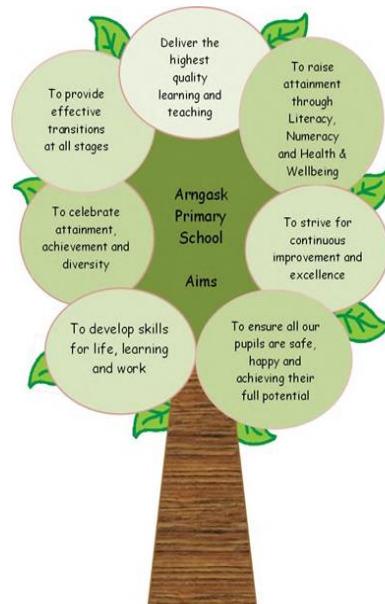 Deliver the
highest
quality
learning and
teaching
To raise
attainment
through
Literacy,
Numeracy
and Health &
Wellbeing
To strive for
continuous
improvement and
excellence
To ensure all our
pupils are safe,
happy and
achieving their
full potential
To develop skills
for life, learning
and work
To celebrate
attainment,
achievement and
diversity
To provide
effective
transitions
at all stages
Arngask
Primary
School
Aims